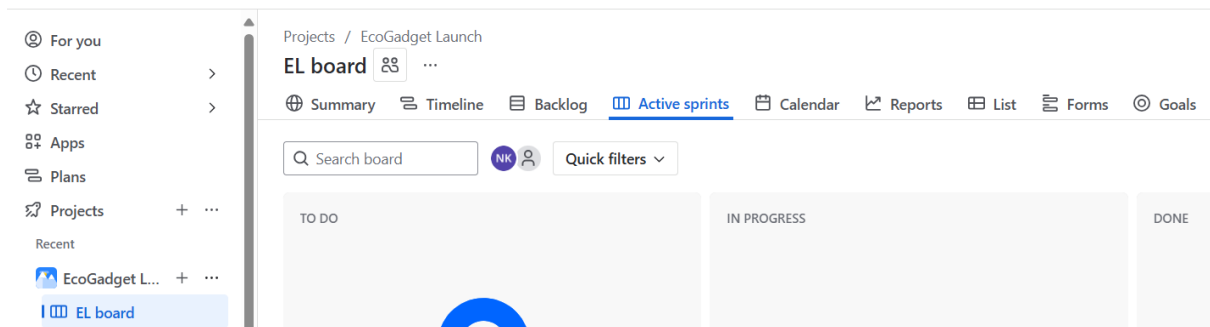 For you
Recent
Starred
Apps
Plans
Projects
Recent
EcoGadget L...
EL board
Projects / EcoGadget Launch
EL board
Summary Timeline Backlog Active sprints Calendar Reports List Forms Goals
Search board NK Quick filters
TO DO IN PROGRESS DONE